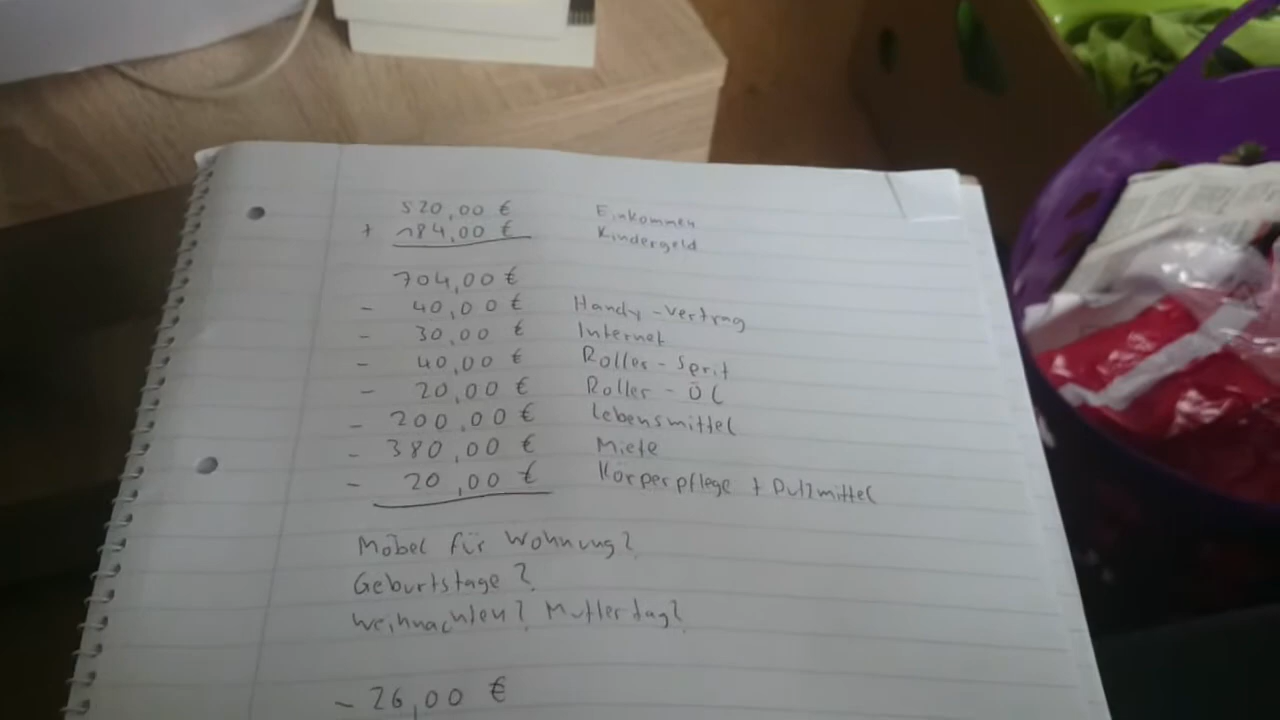 520,00 € Einkommen
+ 184,00 € Kindergeld
704,00 €
- 40,00 € Handy-Vertrag
- 30,00 € Internet
- 40,00 € Roller-Sprit
- 20,00 € Roller-Öl
- 200,00 € Lebensmittel
- 380,00 € Miete
- 20,00 € Körperpflege + Putzmittel
Möbel für Wohnung?
Geburtstage?
Weihnachten? Muttertag?
- 26,00 €